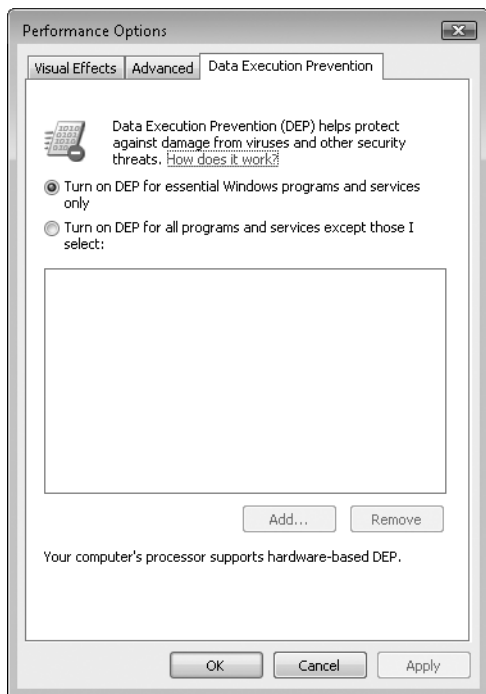 Performance Options
Visual Effects
Advanced
Data Execution Prevention
Data Execution Prevention (DEP) helps protect
against damage from viruses and other security
threats. How does it work?
Turn on DEP for essential Windows programs and services
only
Turn on DEP for all programs and services except those I
select:
Add...
Remove
Your computer's processor supports hardware-based DEP.
OK
Cancel
Apply